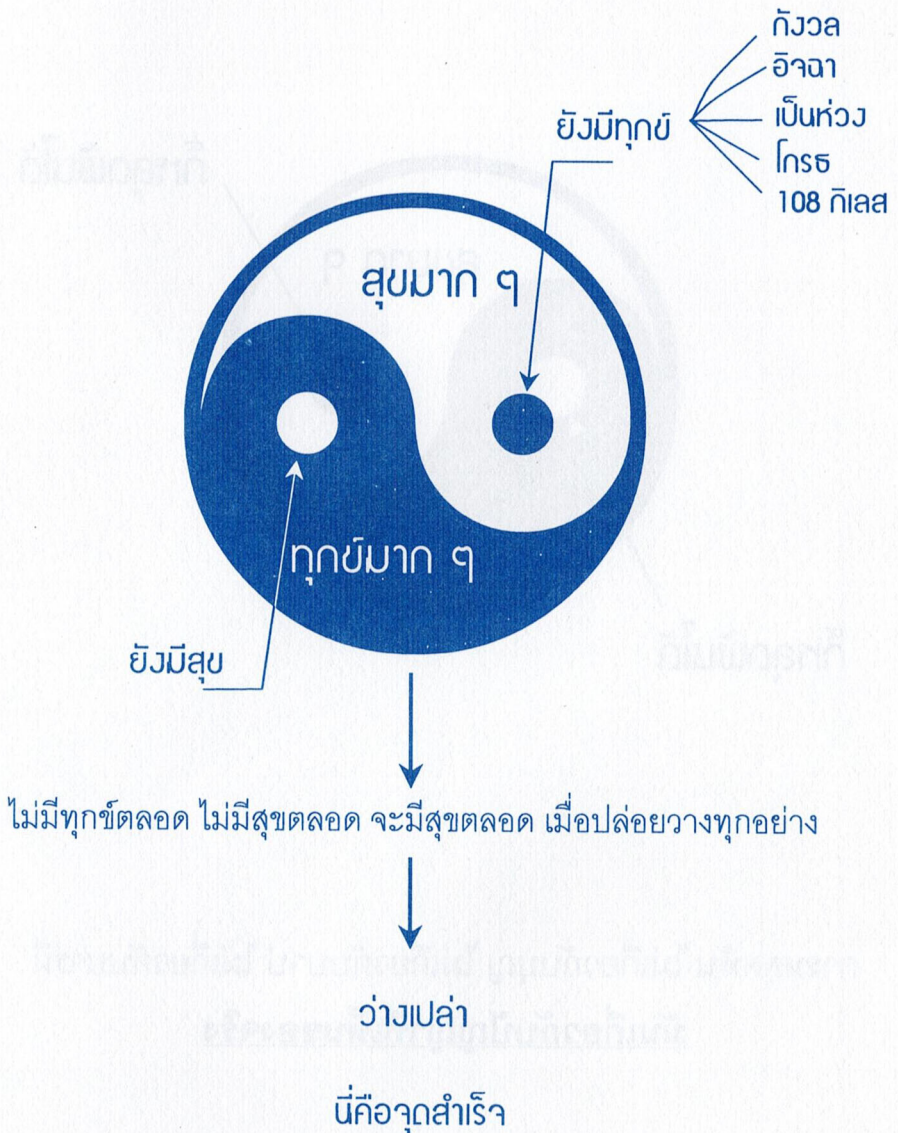 กังวล
อิจฉา
ยังมีทุกข์
เป็นห่วง
โกรธ
108 กิเลส
สุขมาก ๆ
ทุกข์มาก ๆ
ยังมีสุข
ไม่มีทุกข์ตลอด ไม่มีสุขตลอด จะมีสุขตลอด เมื่อปล่อยวางทุกอย่าง
ว่างเปล่า
นี่คือจุดสำเร็จ